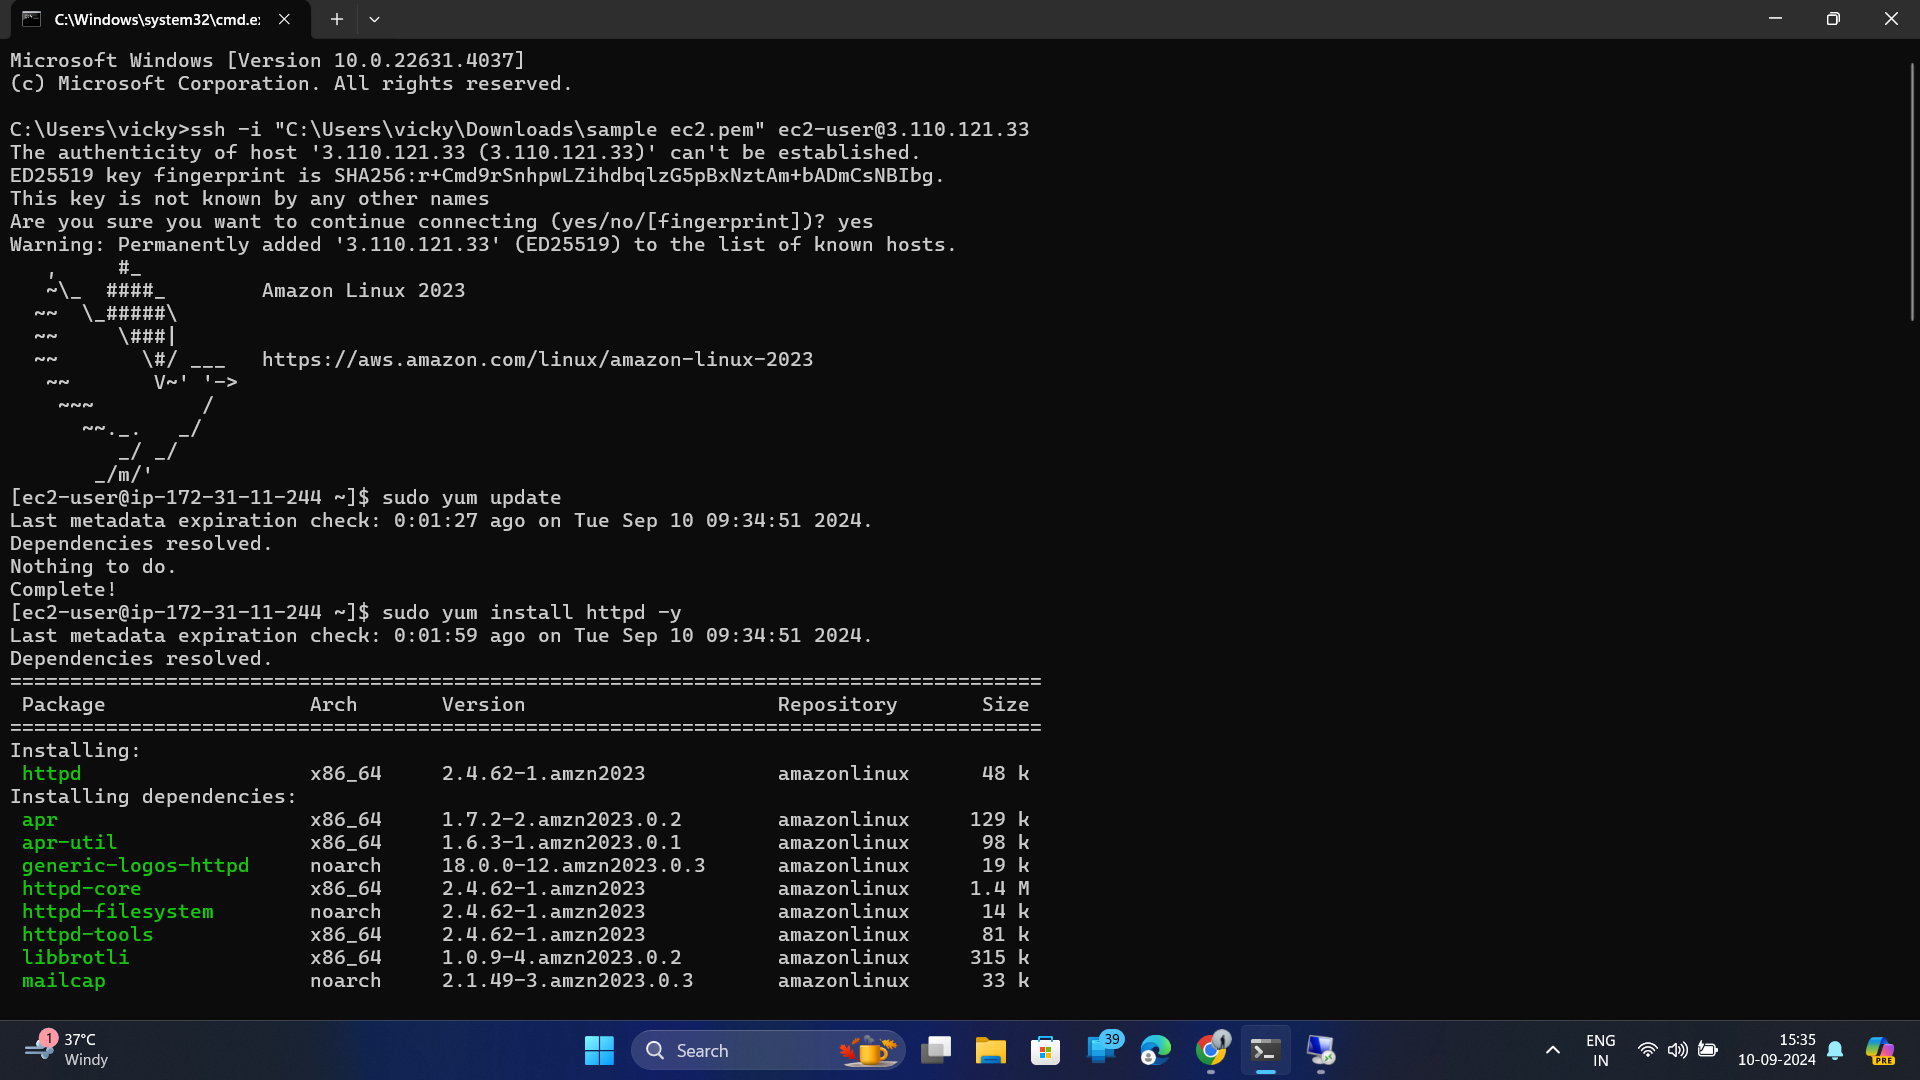 C:\Windows\system32\cmd.e:
Microsoft Windows [Version 10.0.22631.4037]
(c) Microsoft Corporation. All rights reserved.
C:\Users\vicky>ssh -i "C:\Users\vicky\Downloads\sample ec2.pem" ec2-user@3.110.121.33
The authenticity of host '3.110.121.33 (3.110.121.33)' can't be established.
ED25519 key fingerprint is SHA256:r+Cmd9rSnhpwLZihdbqlzG5pBxNztAm+bADmCsNBIbg.
This key is not known by any other names
Are you sure you want to continue connecting (yes/no/[fingerprint])? yes
Warning: Permanently added '3.110.121.33' (ED25519) to the list of known hosts.
   ,     #_
   ~\_  ####_        Amazon Linux 2023
  ~~  \_#####\
  ~~     \###|
  ~~       \#/ ___   https://aws.amazon.com/linux/amazon-linux-2023
   ~~       V~' '->
    ~~~         /
      ~~._.   _/
         _/ _/
       _/m/'
[ec2-user@ip-172-31-11-244 ~]$ sudo yum update
Last metadata expiration check: 0:01:27 ago on Tue Sep 10 09:34:51 2024.
Dependencies resolved.
Nothing to do.
Complete!
[ec2-user@ip-172-31-11-244 ~]$ sudo yum install httpd -y
Last metadata expiration check: 0:01:59 ago on Tue Sep 10 09:34:51 2024.
Dependencies resolved.
======================================================================================
 Package                 Arch       Version                     Repository       Size
======================================================================================
Installing:
 httpd                   x86_64     2.4.62-1.amzn2023           amazonlinux      48 k
Installing dependencies:
 apr                     x86_64     1.7.2-2.amzn2023.0.2        amazonlinux     129 k
 apr-util                x86_64     1.6.3-1.amzn2023.0.1        amazonlinux      98 k
 generic-logos-httpd     noarch     18.0.0-12.amzn2023.0.3      amazonlinux      19 k
 httpd-core              x86_64     2.4.62-1.amzn2023           amazonlinux     1.4 M
 httpd-filesystem        noarch     2.4.62-1.amzn2023           amazonlinux      14 k
 httpd-tools             x86_64     2.4.62-1.amzn2023           amazonlinux      81 k
 libbrotli               x86_64     1.0.9-4.amzn2023.0.2        amazonlinux     315 k
 mailcap                 noarch     2.1.49-3.amzn2023.0.3       amazonlinux      33 k
1
37°C
Windy
Search
39
PRE
ENG
IN
15:35
10-09-2024